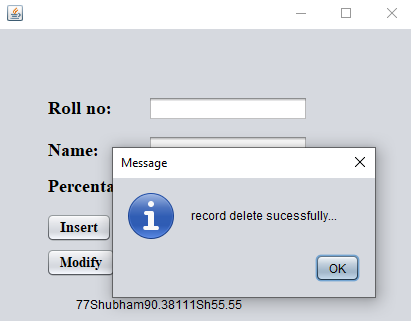 Roll no:
Name:
Message
Percenta
record delete sucessfully...
Insert
OK
Modify
77Shubham90.38111Sh55.55